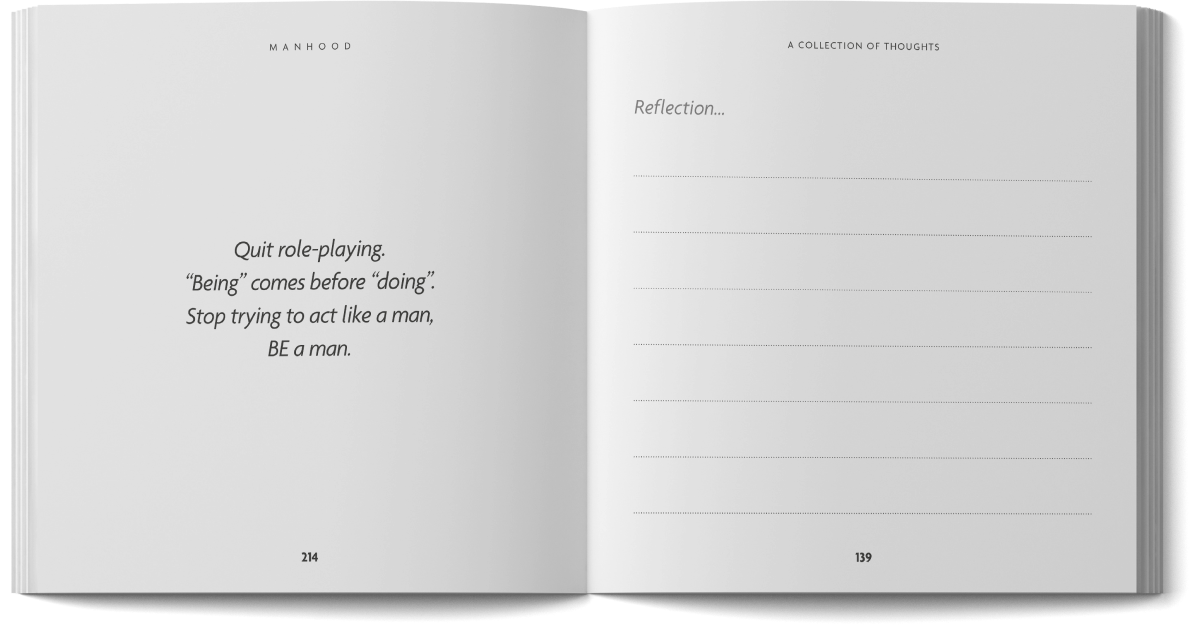 MANHOOD
Quit role-playing.
“Being” comes before “doing”.
Stop trying to act like a man,
BE a man.
214
A COLLECTION OF THOUGHTS
Reflection...
139